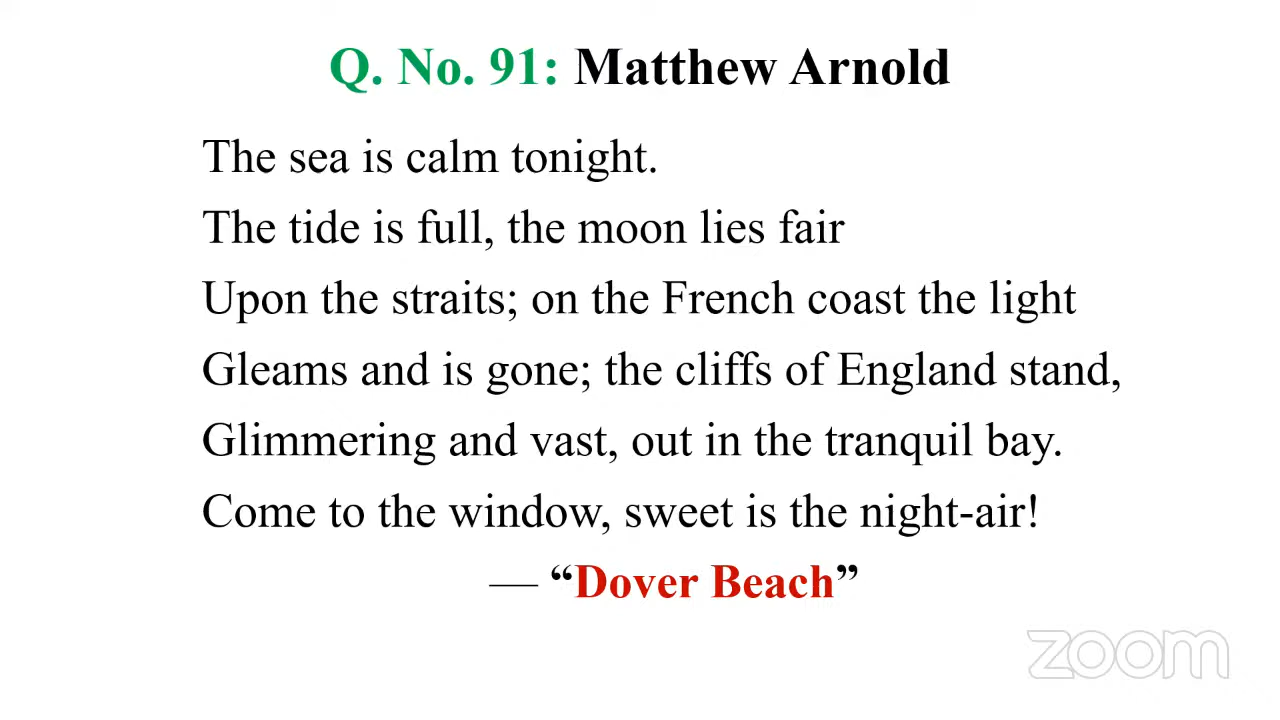 Q. No. 91: Matthew Arnold
The sea is calm tonight.
The tide is full, the moon lies fair
Upon the straits; on the French coast the light
Gleams and is gone; the cliffs of England stand,
Glimmering and vast, out in the tranquil bay.
Come to the window, sweet is the night-air!
— “Dover Beach”
zoom